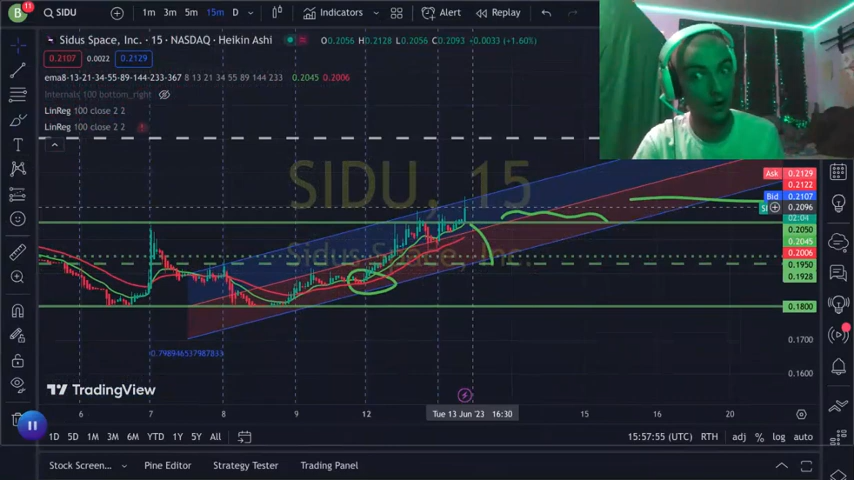 B
11
SIDU
1m 3m 5m 15m D
Indicators
Alert
Replay
Sidus Space, Inc. · 15 · NASDAQ · Heikin Ashi
O0.2056 H0.2128 L0.2056 C0.2093 +0.0033 (+1.60%)
0.2107 0.0022 0.2129
ema8-13-21-34-55-89-144-233-367 8 13 21 34 55 89 144 233 0.2045 0.2006
Internals 100 bottom_right
LinReg 100 close 2 2
LinReg 100 close 2 2
SIDU, 15
Sidus Space, Inc.
Ask 0.2129
0.2122
Bid 0.2107
0.2096
02:04
0.2050
0.2045
0.2006
0.1950
0.1928
0.1800
0.1700
0.1600
0.798946537987833
TradingView
6 7 8 9 12 15 16 20
Tue 13 Jun '23 16:30
1D 5D 1M 3M 6M YTD 1Y 5Y All
15:57:55 (UTC) RTH adj % log auto
Stock Screen... Pine Editor Strategy Tester Trading Panel